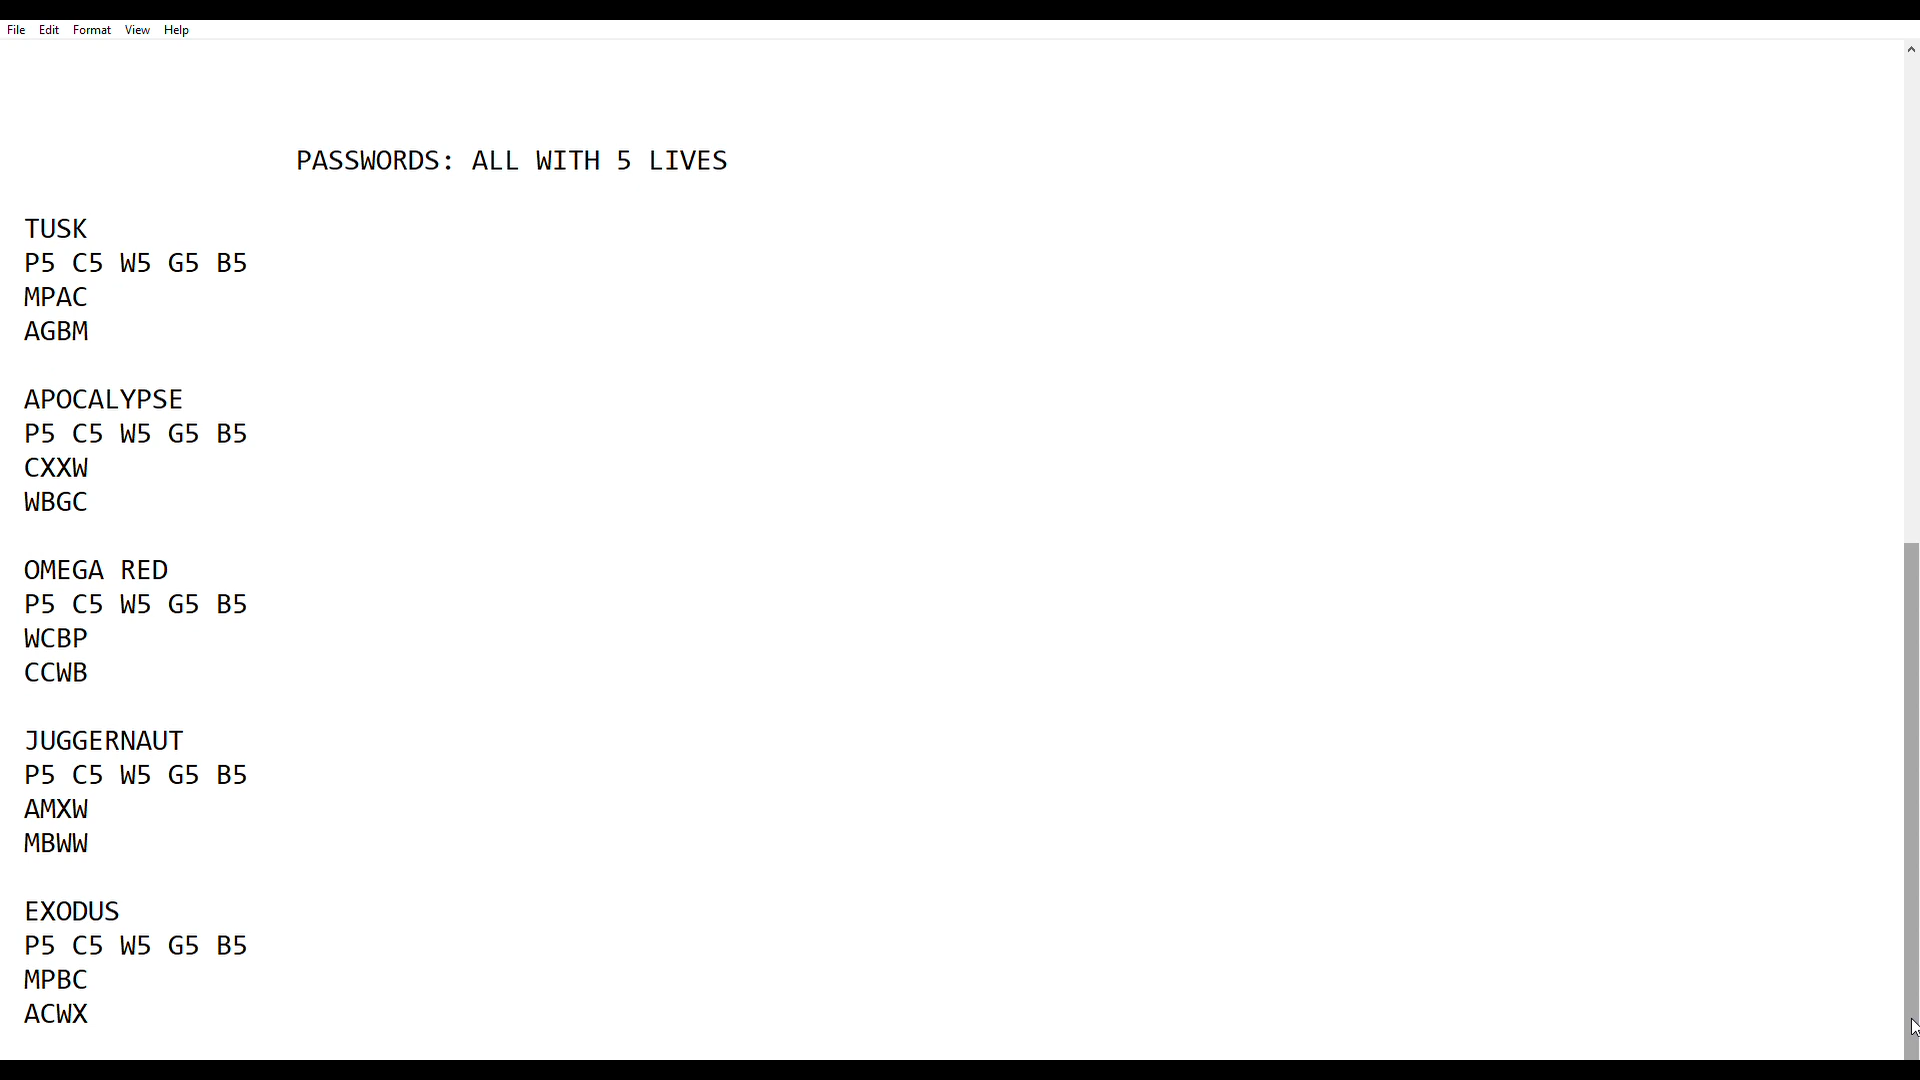 File Edit Format View Help
PASSWORDS: ALL WITH 5 LIVES
TUSK
P5 C5 W5 G5 B5
MPAC
AGBM
APOCALYPSE
P5 C5 W5 G5 B5
CXXW
WBGC
OMEGA RED
P5 C5 W5 G5 B5
WCBP
CCWB
JUGGERNAUT
P5 C5 W5 G5 B5
AMXW
MBWW
EXODUS
P5 C5 W5 G5 B5
MPBC
ACWX